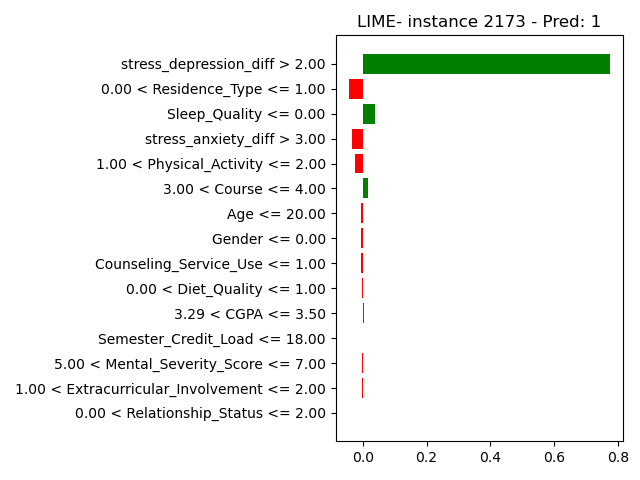 LIME- instance 2173 - Pred: 1
stress_depression_diff > 2.00
0.00 < Residence_Type <= 1.00
Sleep_Quality <= 0.00
stress_anxiety_diff > 3.00
1.00 < Physical_Activity <= 2.00
3.00 < Course <= 4.00
Age <= 20.00
Gender <= 0.00
Counseling_Service_Use <= 1.00
0.00 < Diet_Quality <= 1.00
3.29 < CGPA <= 3.50
Semester_Credit_Load <= 18.00
5.00 < Mental_Severity_Score <= 7.00
1.00 < Extracurricular_Involvement <= 2.00
0.00 < Relationship_Status <= 2.00
0.0 0.2 0.4 0.6 0.8